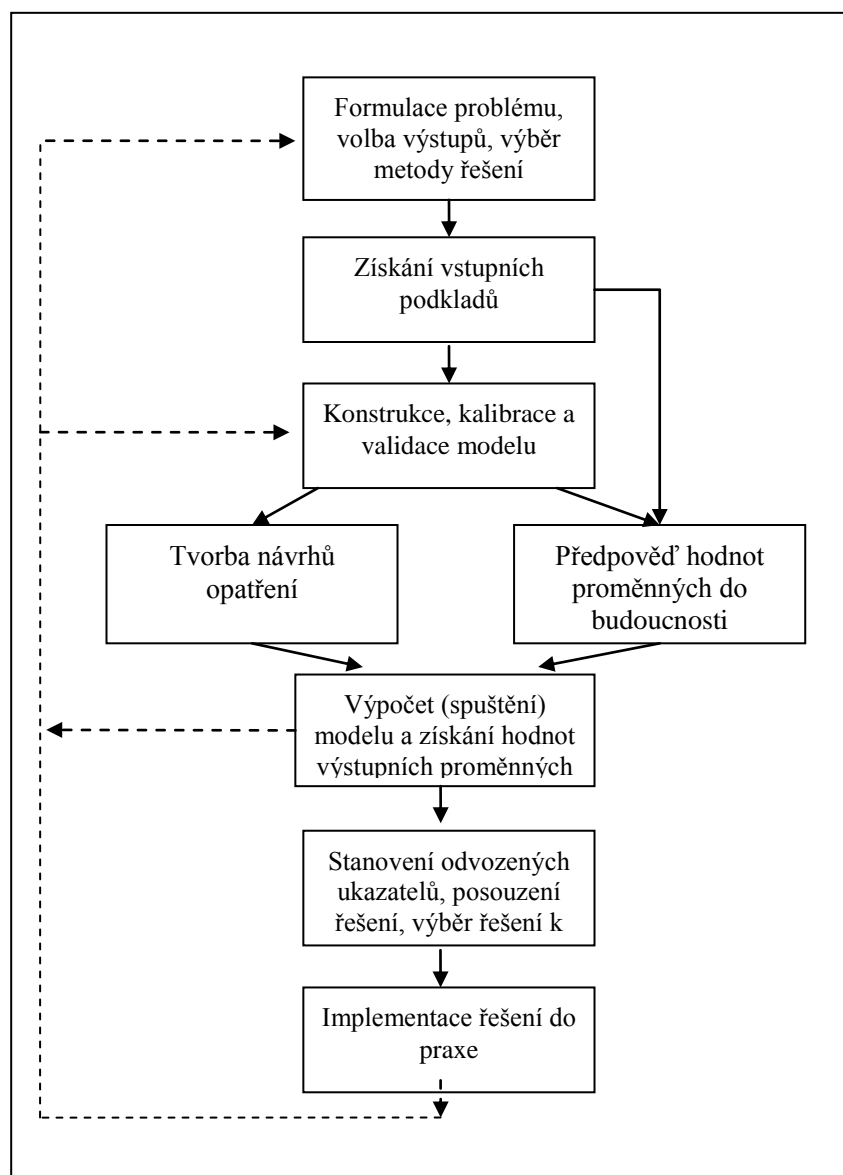 Formulace problému,
volba výstupů, výběr
metody řešení
Získání vstupních
podkladů
Konstrukce, kalibrace a
validace modelu
Tvorba návrhů
opatření
Předpověď hodnot
proměnných do
budoucnosti
Výpočet (spuštění)
modelu a získání hodnot
výstupních proměnných
Stanovení odvozených
ukazatelů, posouzení
řešení, výběr řešení k
Implementace řešení do
praxe